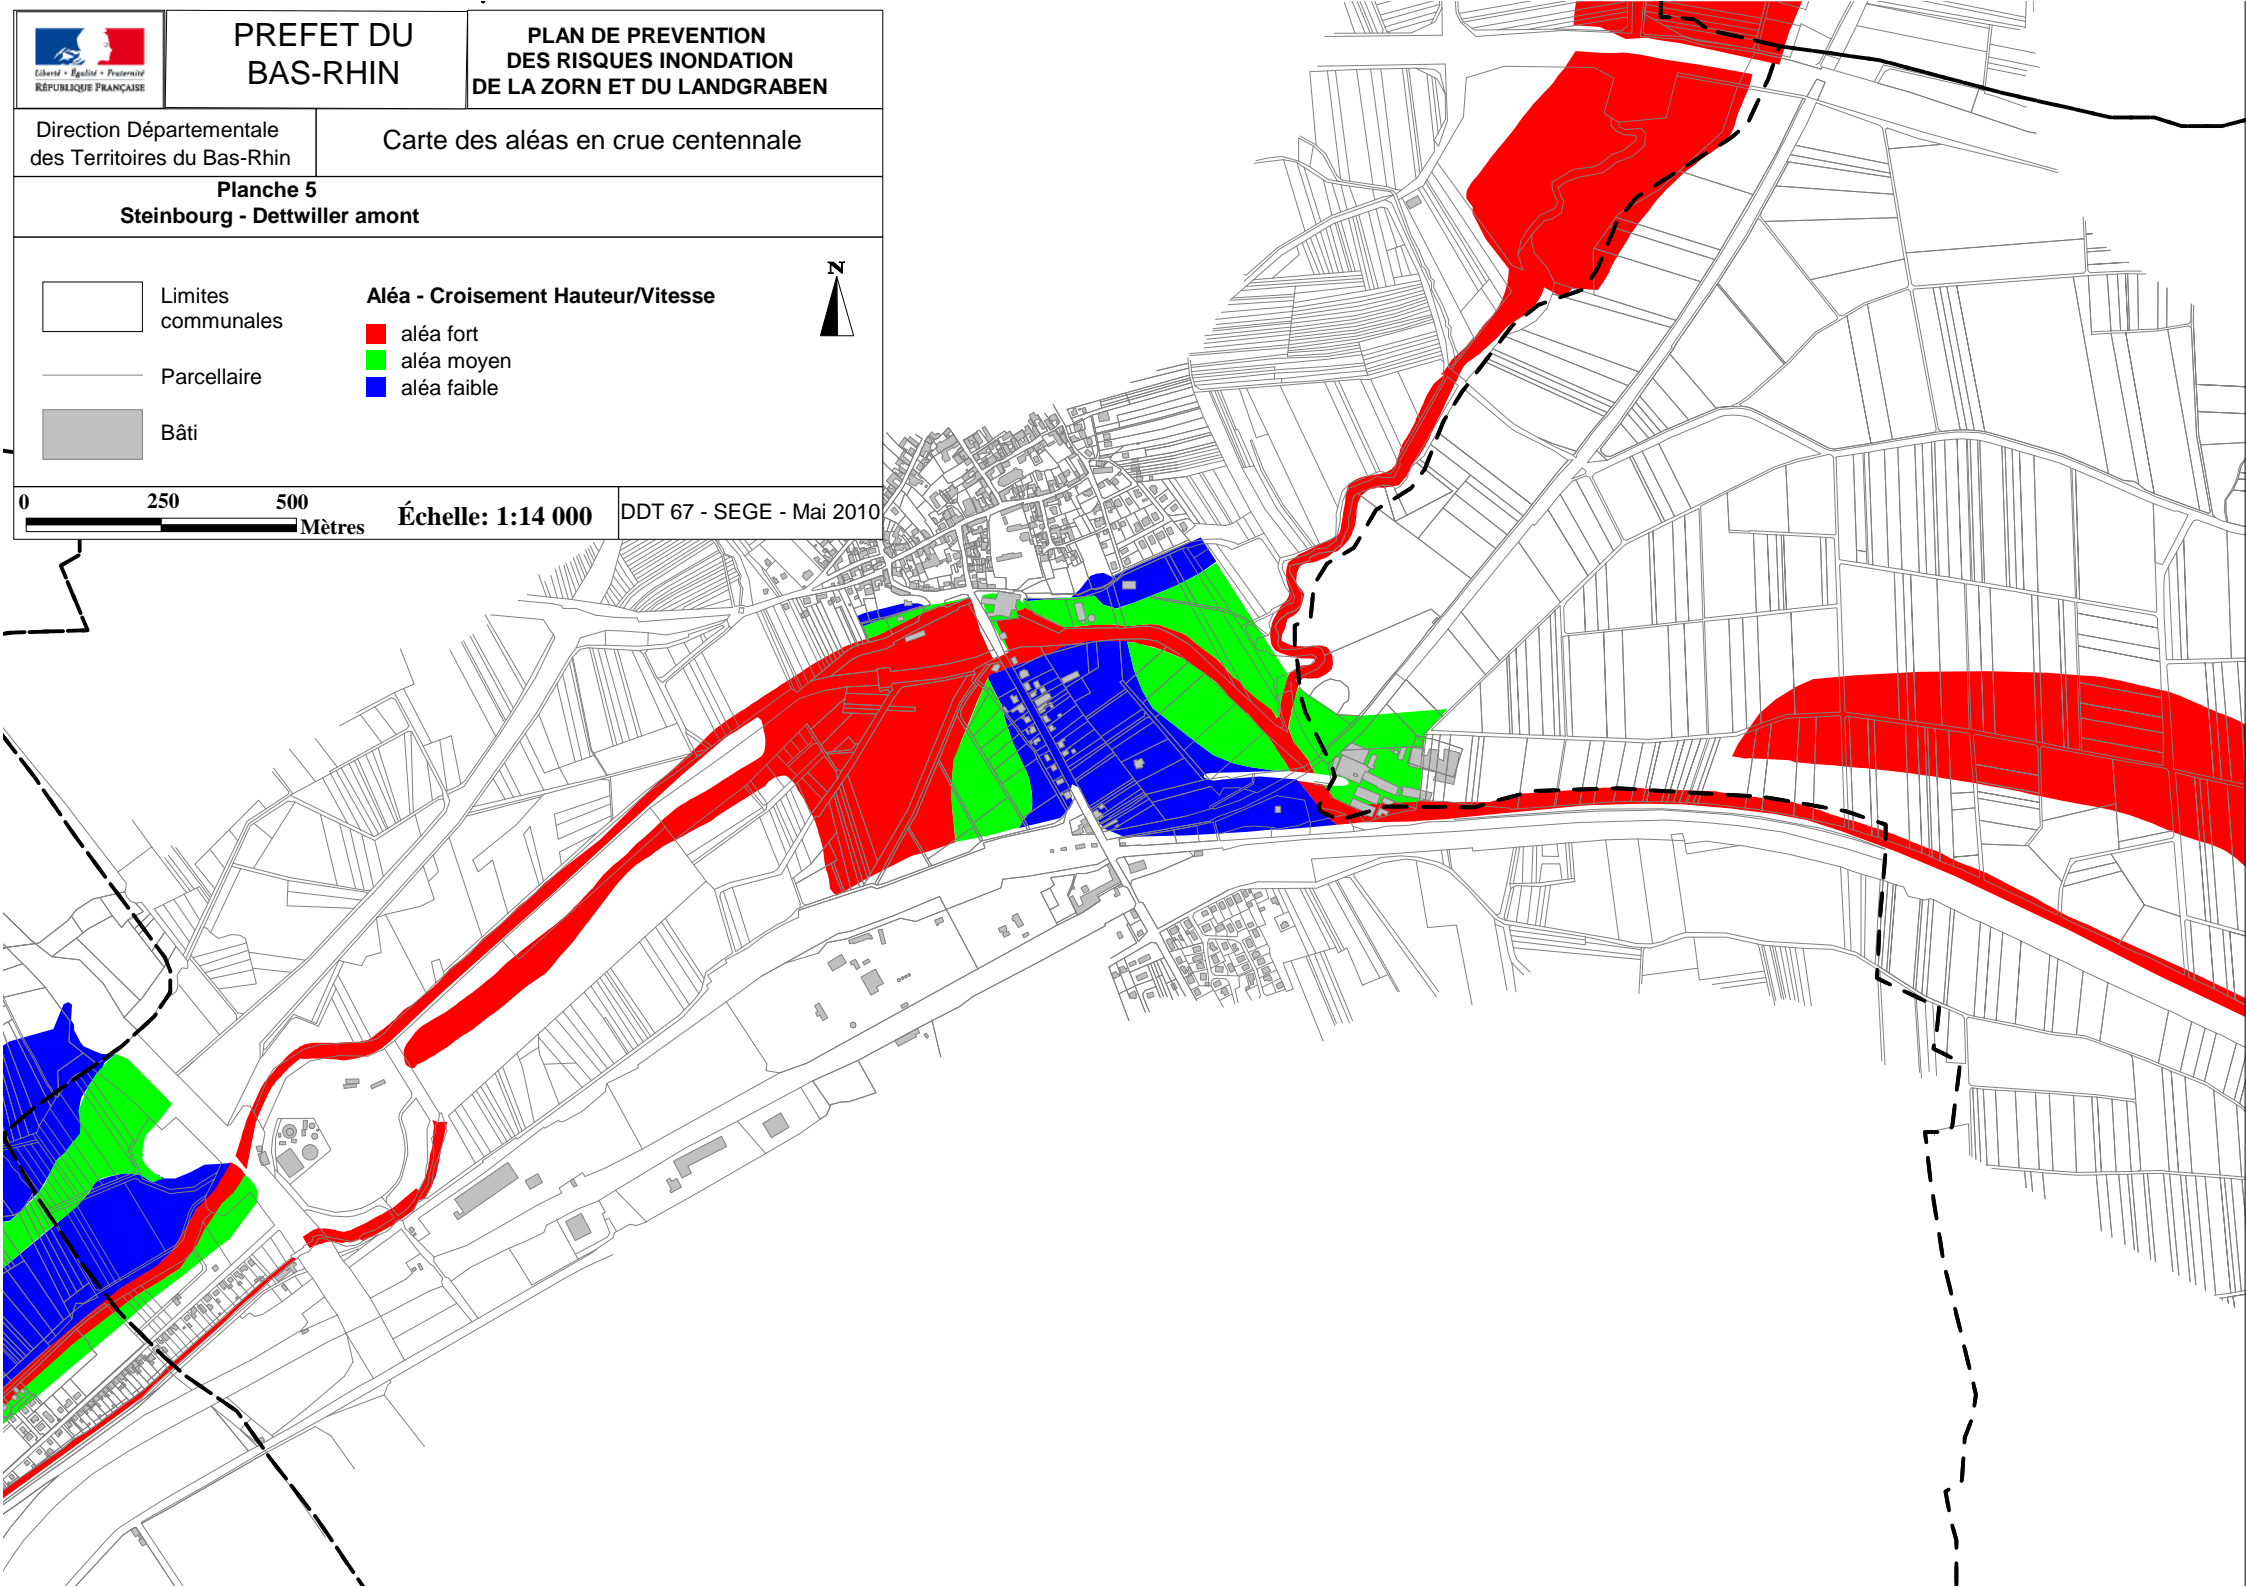 Liberté • Égalité • Fraternité
RÉPUBLIQUE FRANÇAISE
PREFET DU
BAS-RHIN
PLAN DE PREVENTION
DES RISQUES INONDATION
DE LA ZORN ET DU LANDGRABEN
Direction Départementale
des Territoires du Bas-Rhin
Carte des aléas en crue centennale
Planche 5
Steinbourg - Dettwiller amont
Limites
communales
Parcellaire
Bâti
Aléa - Croisement Hauteur/Vitesse
aléa fort
aléa moyen
aléa faible
N
0 250 500
Mètres
Échelle: 1:14 000
DDT 67 - SEGE - Mai 2010